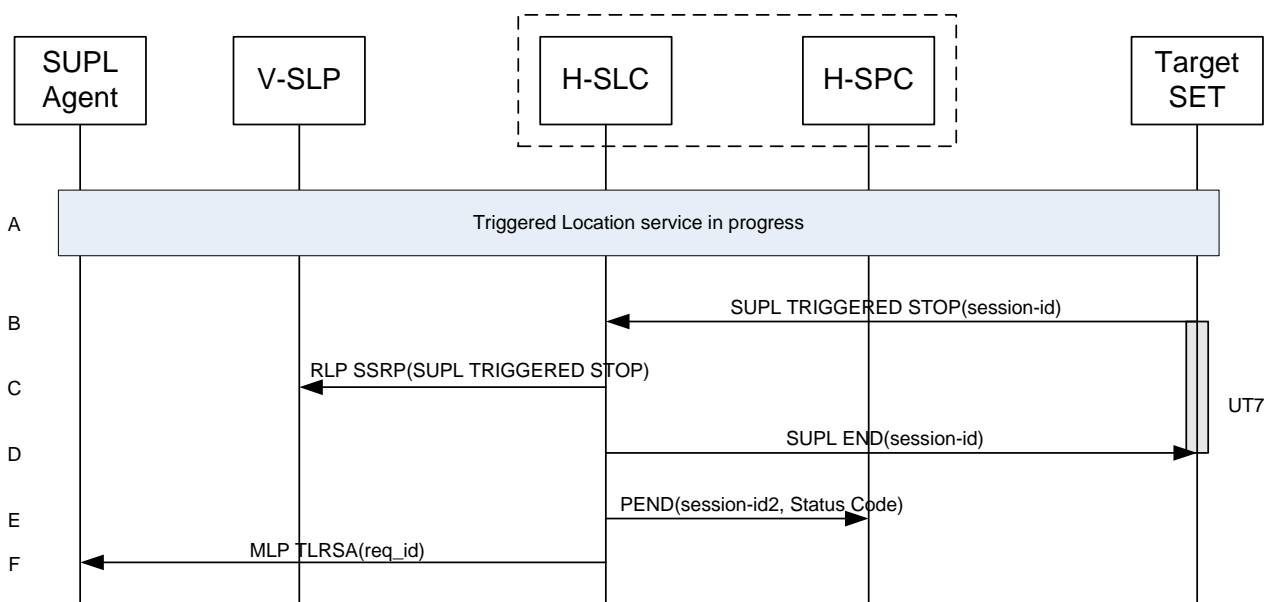 SUPL
Agent
V-SLP
H-SLC
H-SPC
Target
SET
A
Triggered Location service in progress
B
SUPL TRIGGERED STOP(session-id)
C
RLP SSRP(SUPL TRIGGERED STOP)
UT7
D
SUPL END(session-id)
E
PEND(session-id2, Status Code)
F
MLP TLRSA(req_id)